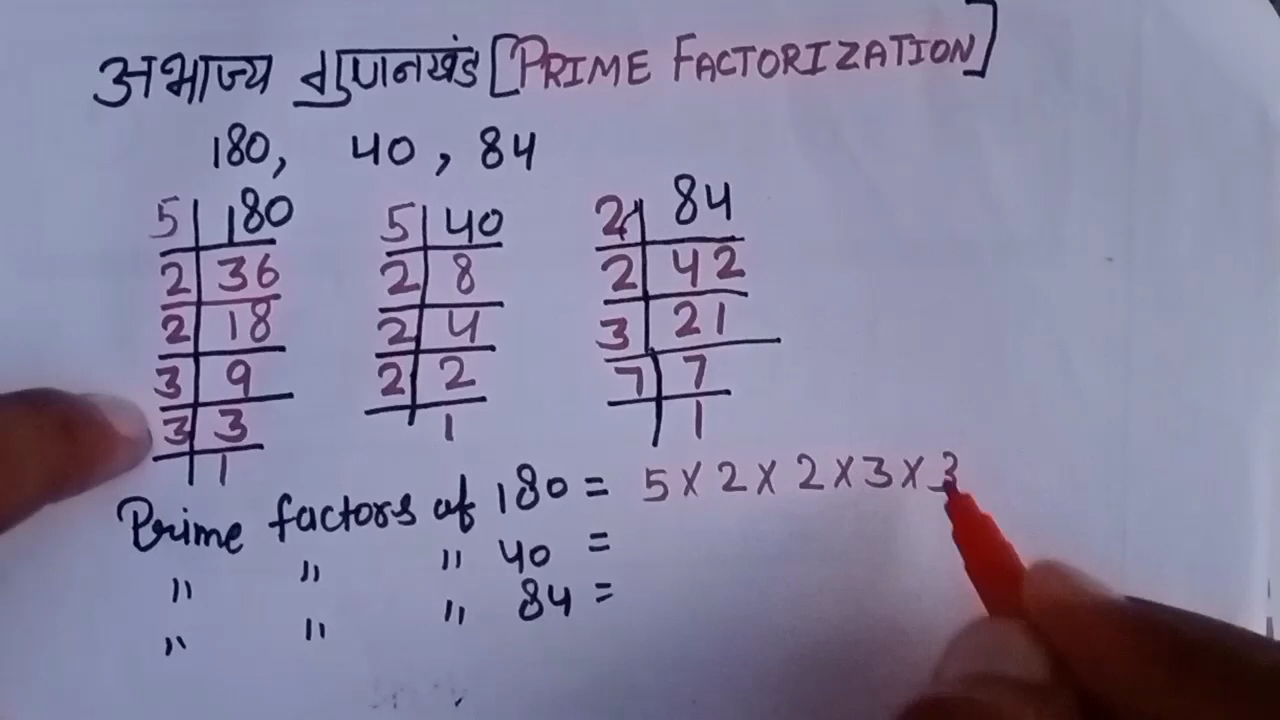 अभाज्य गुणनखंड [PRIME FACTORIZATION]
180, 40, 84
5 180 5 40 2 84
2 36 2 8 2 42
2 18 2 4 3 21
3 9 2 2 7 7
3 3 1 1
1
Prime factors of 180 = 5 × 2 × 2 × 3 × 3
" " " 40 =
" " " 84 =